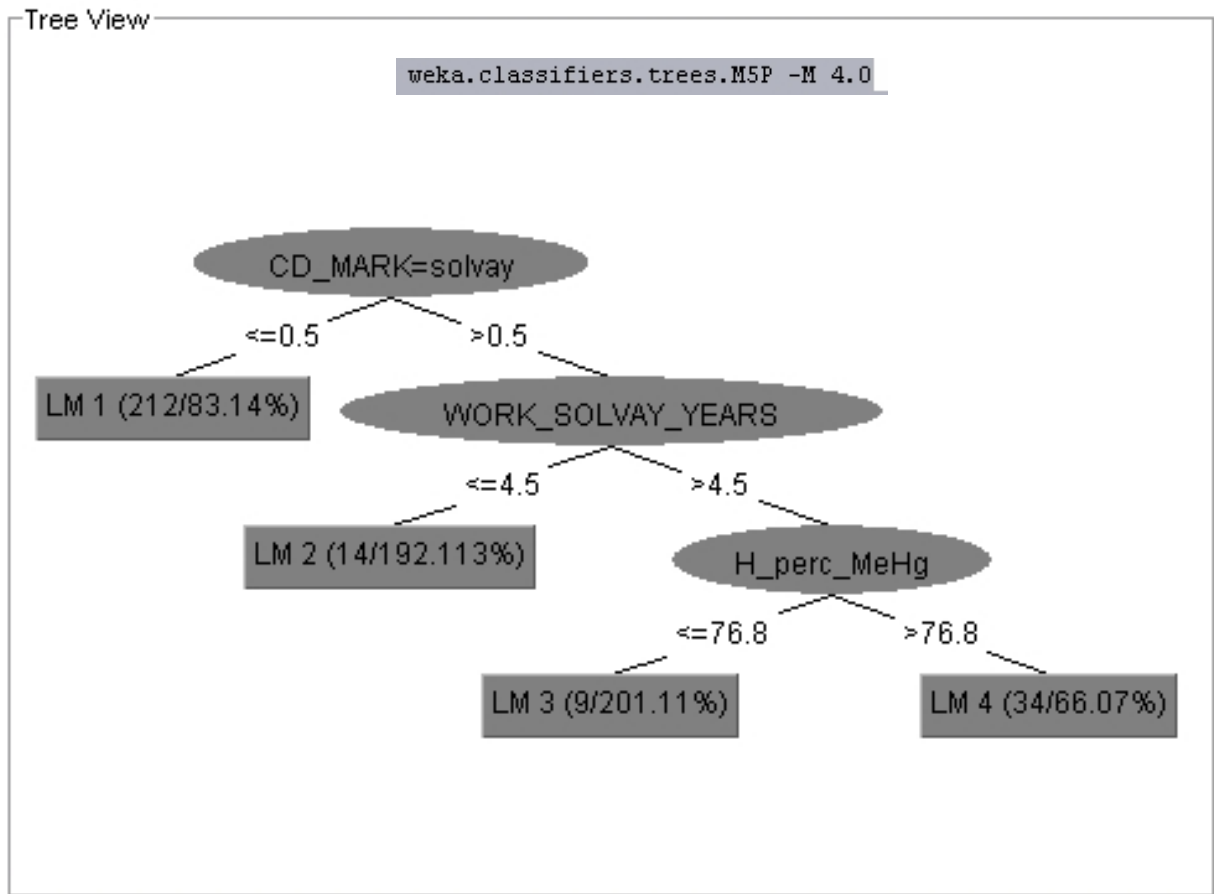 Tree View
weka.classifiers.trees.M5P -M 4.0
CD_MARK=solvay
<=0.5
>0.5
LM 1 (212/83.14%)
WORK_SOLVAY_YEARS
<=4.5
>4.5
LM 2 (14/192.113%)
H_perc_MeHg
<=76.8
>76.8
LM 3 (9/201.11%)
LM 4 (34/66.07%)